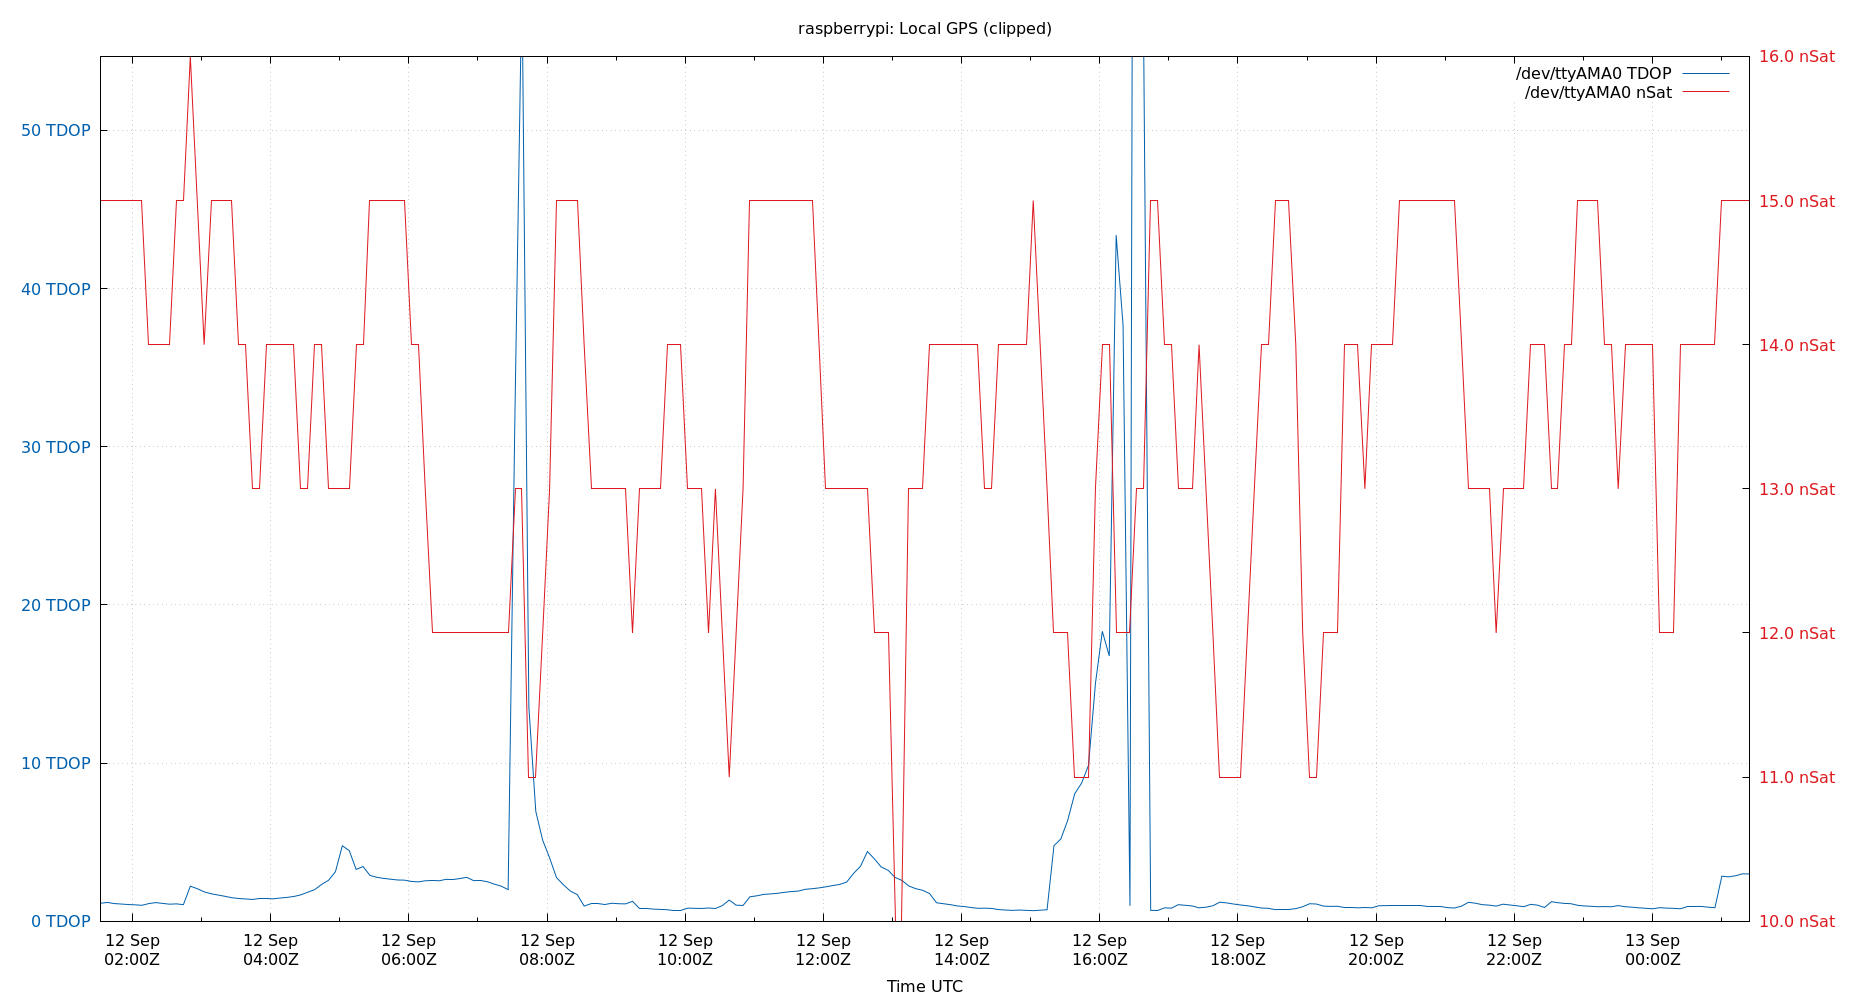 raspberrypi: Local GPS (clipped)
/dev/ttyAMA0 TDOP
/dev/ttyAMA0 nSat
50 TDOP
40 TDOP
30 TDOP
20 TDOP
10 TDOP
0 TDOP
16.0 nSat
15.0 nSat
14.0 nSat
13.0 nSat
12.0 nSat
11.0 nSat
10.0 nSat
12 Sep
02:00Z
12 Sep
04:00Z
12 Sep
06:00Z
12 Sep
08:00Z
12 Sep
10:00Z
12 Sep
12:00Z
12 Sep
14:00Z
12 Sep
16:00Z
12 Sep
18:00Z
12 Sep
20:00Z
12 Sep
22:00Z
13 Sep
00:00Z
Time UTC